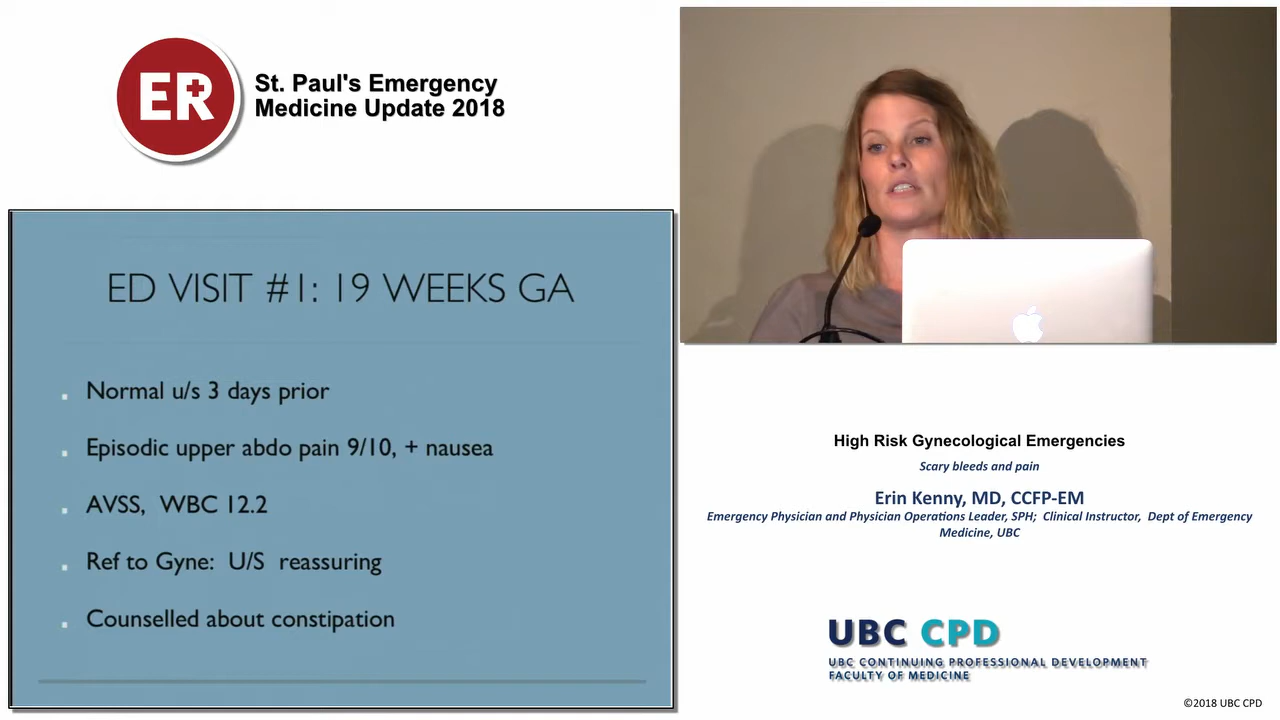 ER
St. Paul's Emergency
Medicine Update 2018
ED VISIT #1: 19 WEEKS GA
Normal u/s 3 days prior
Episodic upper abdo pain 9/10, + nausea
AVSS, WBC 12.2
Ref to Gyne: U/S reassuring
Counselled about constipation
High Risk Gynecological Emergencies
Scary bleeds and pain
Erin Kenny, MD, CCFP-EM
Emergency Physician and Physician Operations Leader, SPH; Clinical Instructor, Dept of Emergency
Medicine, UBC
UBC CPD
UBC CONTINUING PROFESSIONAL DEVELOPMENT
FACULTY OF MEDICINE
©2018 UBC CPD